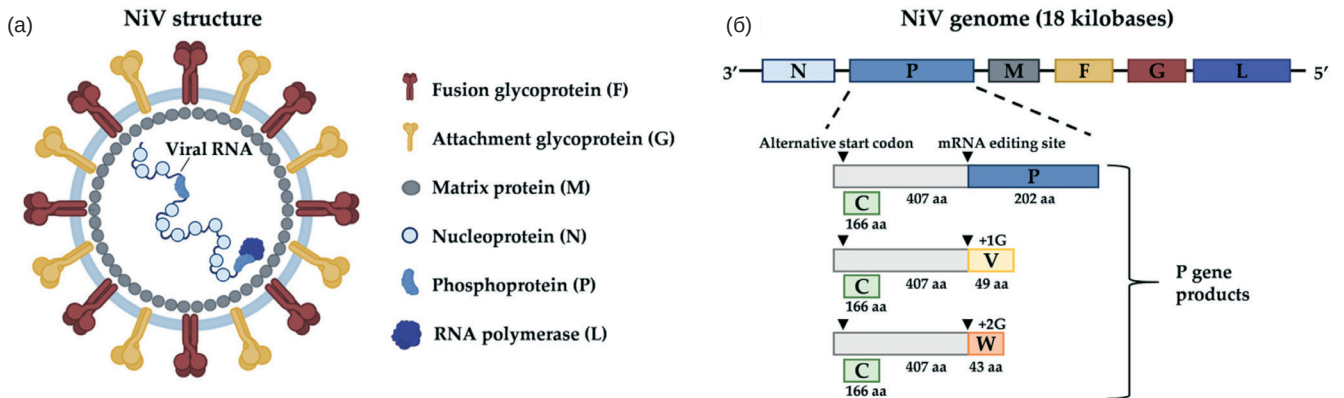 (а)
NiV structure
Viral RNA
Fusion glycoprotein (F)
Attachment glycoprotein (G)
Matrix protein (M)
Nucleoprotein (N)
Phosphoprotein (P)
RNA polymerase (L)
(б)
NiV genome (18 kilobases)
3′ N P M F G L 5′
Alternative start codon mRNA editing site
P
C 407 aa 202 aa
166 aa
+1G
V
C 407 aa 49 aa
166 aa
+2G
W
C 407 aa 43 aa
166 aa
P gene
products